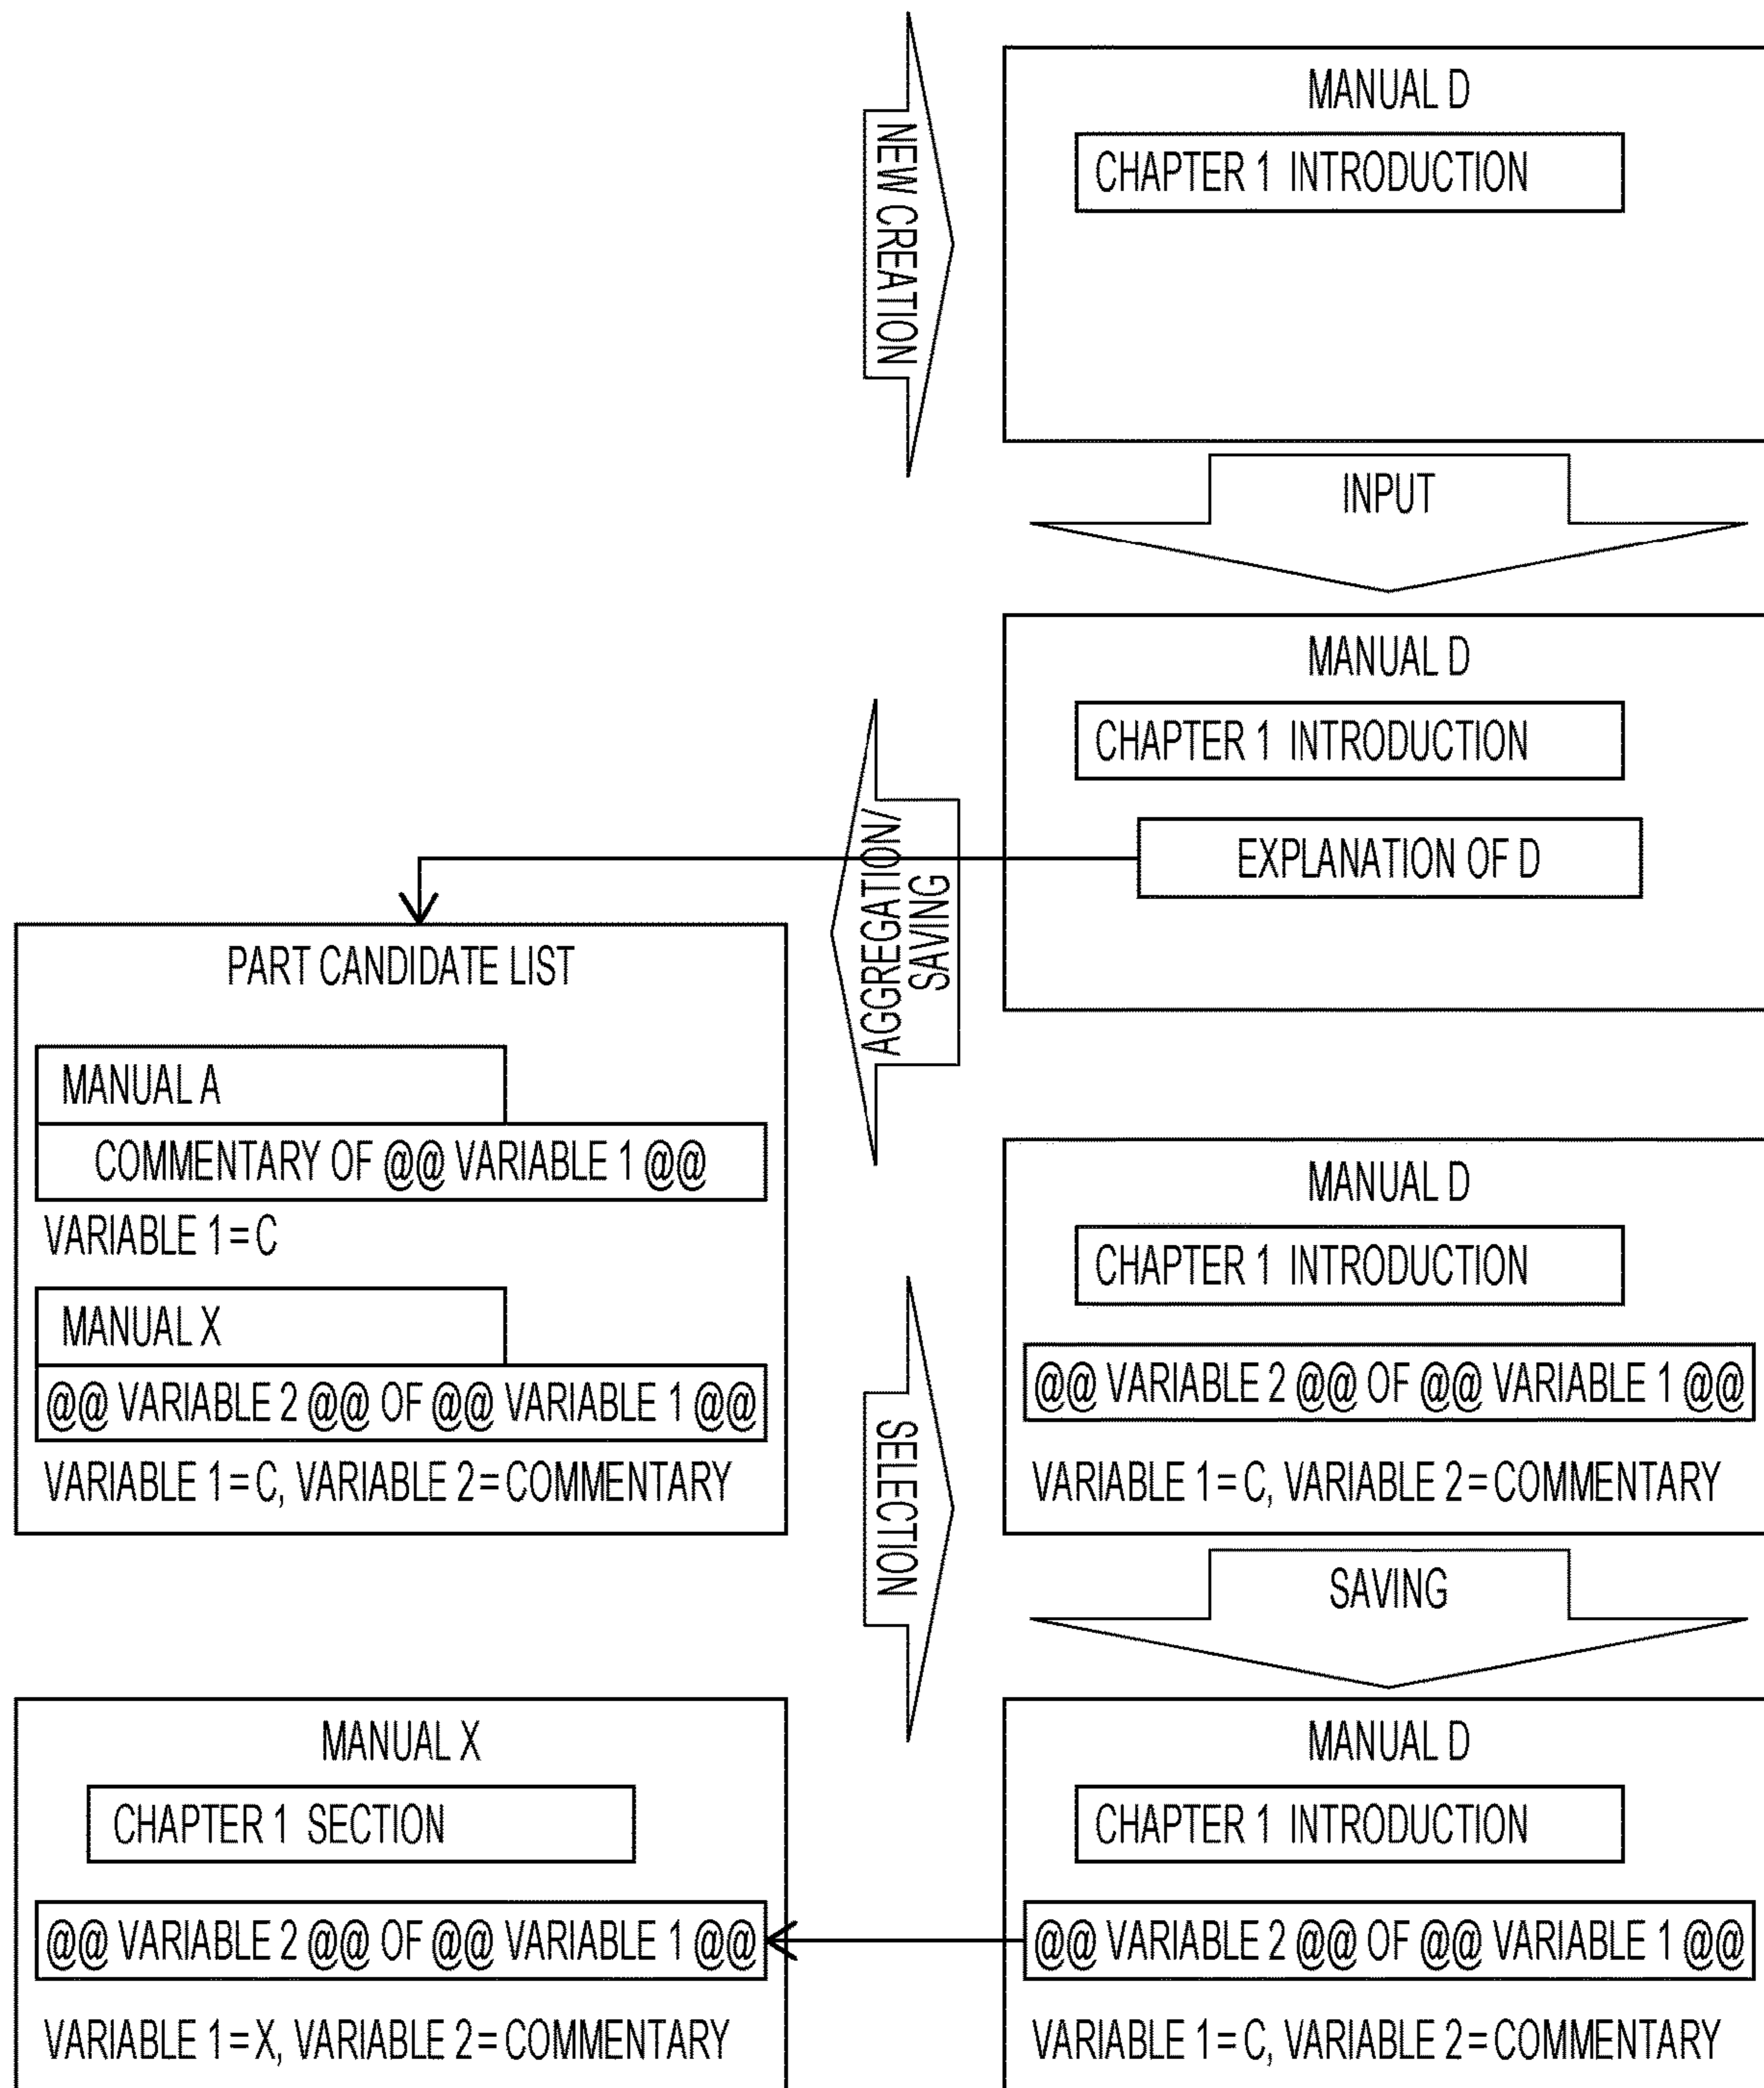 NEW CREATION
MANUAL D
CHAPTER 1 INTRODUCTION
INPUT
MANUAL D
CHAPTER 1 INTRODUCTION
EXPLANATION OF D
AGGREGATION/
SAVING
PART CANDIDATE LIST
MANUAL A
COMMENTARY OF @@ VARIABLE 1 @@
VARIABLE 1=C
MANUAL X
@@ VARIABLE 2 @@ OF @@ VARIABLE 1 @@
VARIABLE 1=C, VARIABLE 2=COMMENTARY
SELECTION
MANUAL D
CHAPTER 1 INTRODUCTION
@@ VARIABLE 2 @@ OF @@ VARIABLE 1 @@
VARIABLE 1=C, VARIABLE 2=COMMENTARY
SAVING
MANUAL X
CHAPTER 1 SECTION
@@ VARIABLE 2 @@ OF @@ VARIABLE 1 @@
VARIABLE 1=X, VARIABLE 2=COMMENTARY
MANUAL D
CHAPTER 1 INTRODUCTION
@@ VARIABLE 2 @@ OF @@ VARIABLE 1 @@
VARIABLE 1=C, VARIABLE 2=COMMENTARY